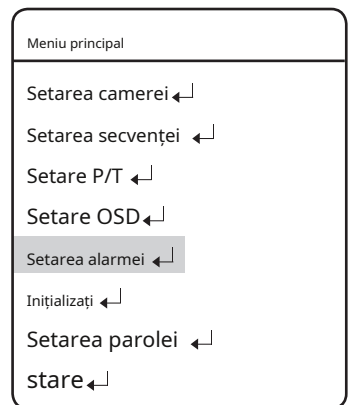 Meniu principal
Setarea camerei
Setarea secvenței
Setare P/T
Setare OSD
Setarea alarmei
Inițializați
Setarea parolei
stare